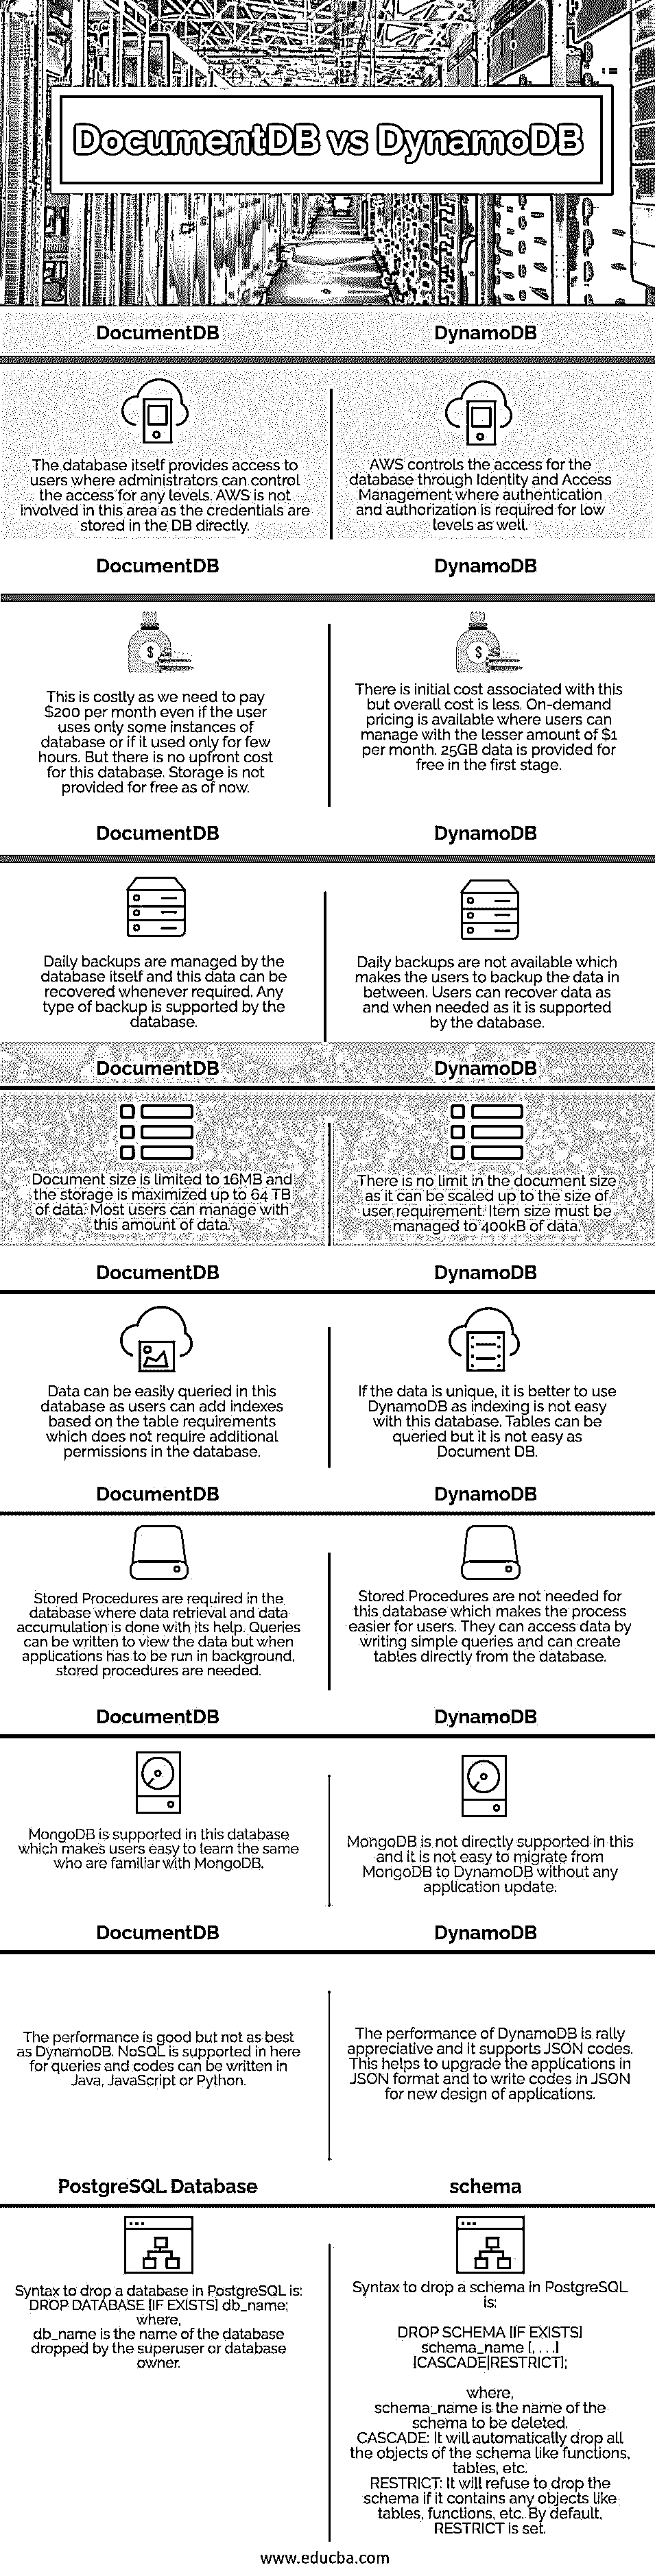 DocumentDB vs DynamoDB
DocumentDB
DynamoDB
The database itself provides access to
users where administrators can control
the access for any levels. AWS is not
involved in this area as the credentials are
stored in the DB directly.
AWS controls the access for the
database through Identity and Access
Management where authentication
and authorization is required for low
levels as well.
DocumentDB
DynamoDB
This is costly as we need to pay
$200 per month even if the user
uses only some instances of
database or if it used only for few
hours. But there is no upfront cost
for this database. Storage is not
provided for free as of now.
There is initial cost associated with this
but overall cost is less. On-demand
pricing is available where users can
manage with the lesser amount of $1
per month. 25GB data is provided for
free in the first stage.
DocumentDB
DynamoDB
Daily backups are managed by the
database itself and this data can be
recovered whenever required. Any
type of backup is supported by the
database.
Daily backups are not available which
makes the users to backup the data in
between. Users can recover data as
and when needed as it is supported
by the database.
DocumentDB
DynamoDB
Document size is limited to 16MB and
the storage is maximized up to 64 TB
of data. Most users can manage with
this amount of data.
There is no limit in the document size
as it can be scaled up to the size of
user requirement. Item size must be
managed to 400kB of data.
DocumentDB
DynamoDB
Data can be easily queried in this
database as users can add indexes
based on the table requirements
which does not require additional
permissions in the database.
If the data is unique, it is better to use
DynamoDB as indexing is not easy
with this database. Tables can be
queried but it is not easy as
Document DB.
DocumentDB
DynamoDB
Stored Procedures are required in the
database where data retrieval and data
accumulation is done with its help. Queries
can be written to view the data but when
applications has to be run in background,
stored procedures are needed.
Stored Procedures are not needed for
this database which makes the process
easier for users. They can access data by
writing simple queries and can create
tables directly from the database.
DocumentDB
DynamoDB
MongoDB is supported in this database
which makes users easy to learn the same
who are familiar with MongoDB.
MongoDB is not directly supported in this
and it is not easy to migrate from
MongoDB to DynamoDB without any
application update.
DocumentDB
DynamoDB
The performance is good but not as best
as DynamoDB. NoSQL is supported in here
for queries and codes can be written in
Java, JavaScript or Python.
The performance of DynamoDB is rally
appreciative and it supports JSON codes.
This helps to upgrade the applications in
JSON format and to write codes in JSON
for new design of applications.
PostgreSQL Database
schema
Syntax to drop a database in PostgreSQL is:
DROP DATABASE [IF EXISTS] db_name;
where,
db_name is the name of the database
dropped by the superuser or database
owner.
Syntax to drop a schema in PostgreSQL
is:
DROP SCHEMA [IF EXISTS]
schema_name [, . . .]
[CASCADE|RESTRICT];
where,
schema_name is the name of the
schema to be deleted.
CASCADE: It will automatically drop all
the objects of the schema like functions,
tables, etc.
RESTRICT: It will refuse to drop the
schema if it contains any objects like
tables, functions, etc. By default,
RESTRICT is set.
www.educba.com